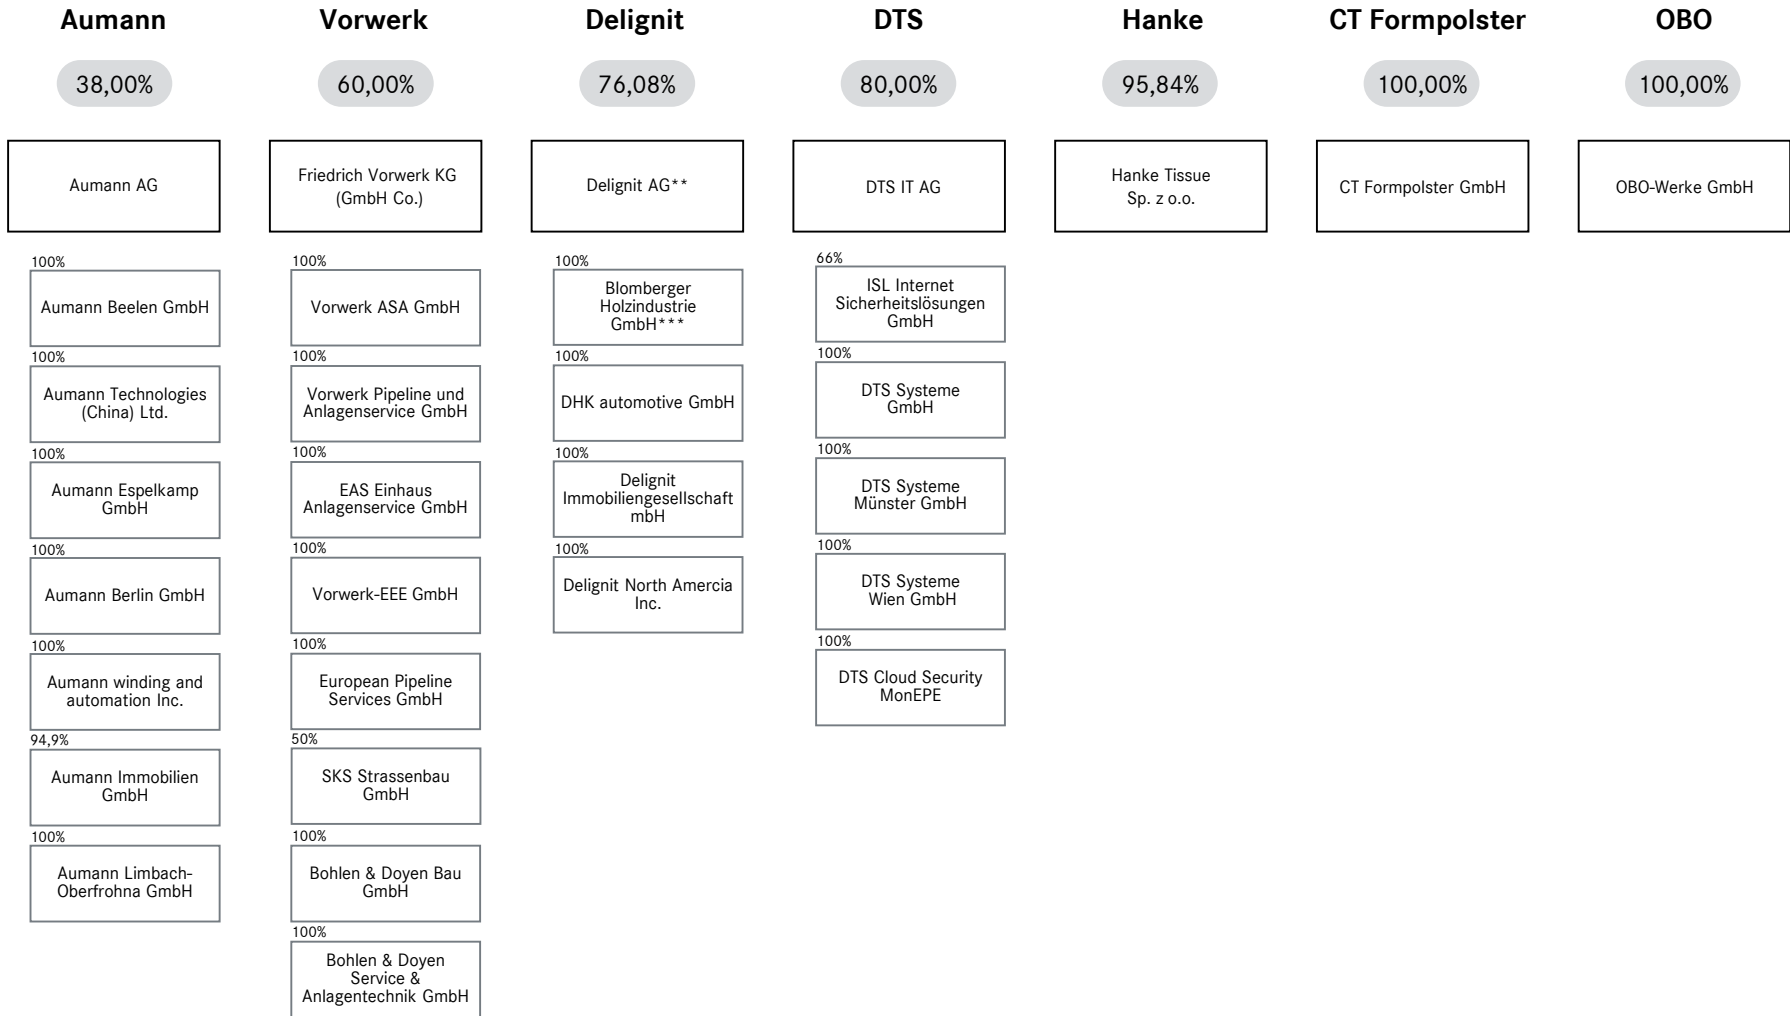 Aumann
38,00%
Aumann AG
100%
Aumann Beelen GmbH
100%
Aumann Technologies
(China) Ltd.
100%
Aumann Espelkamp
GmbH
100%
Aumann Berlin GmbH
100%
Aumann winding and
automation Inc.
94,9%
Aumann Immobilien
GmbH
100%
Aumann Limbach-
Oberfrohna GmbH
Vorwerk
60,00%
Friedrich Vorwerk KG
(GmbH Co.)
100%
Vorwerk ASA GmbH
100%
Vorwerk Pipeline und
Anlagenservice GmbH
100%
EAS Einhaus
Anlagenservice GmbH
100%
Vorwerk-EEE GmbH
100%
European Pipeline
Services GmbH
50%
SKS Strassenbau
GmbH
100%
Bohlen & Doyen Bau
GmbH
100%
Bohlen & Doyen
Service &
Anlagentechnik GmbH
Delignit
76,08%
Delignit AG**
100%
Blomberger
Holzindustrie
GmbH***
100%
DHK automotive GmbH
100%
Delignit
Immobiliengesellschaft
mbH
100%
Delignit North Amercia
Inc.
DTS
80,00%
DTS IT AG
66%
ISL Internet
Sicherheitslösungen
GmbH
100%
DTS Systeme
GmbH
100%
DTS Systeme
Münster GmbH
100%
DTS Systeme
Wien GmbH
100%
DTS Cloud Security
MonEPE
Hanke
95,84%
Hanke Tissue
Sp. z o.o.
CT Formpolster
100,00%
CT Formpolster GmbH
OBO
100,00%
OBO-Werke GmbH